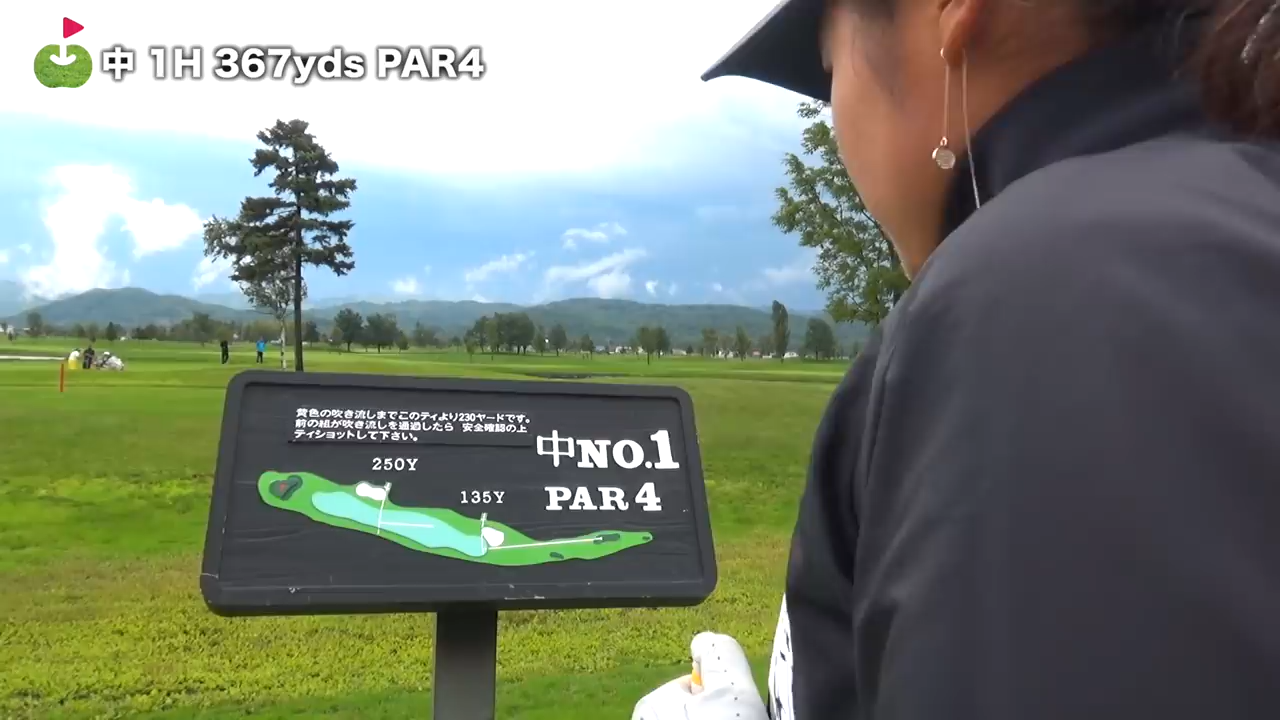 中 1H 367yds PAR4
黄色の吹き流しまでこのティより230ヤードです。
前の組が吹き流しを通過したら 安全確認の上
ティショットして下さい。
中NO.1
PAR 4
250Y
135Y